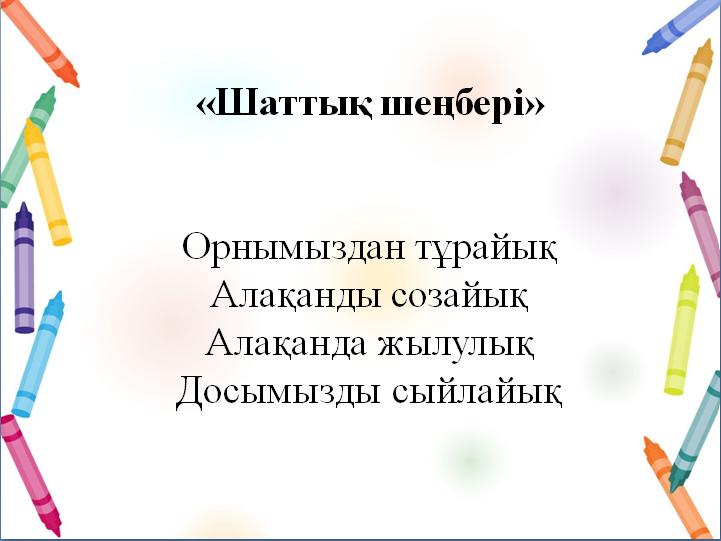 «Шаттық шеңбері»
Орнымыздан тұрайық
Алақанды созайық
Алақанда жылулық
Досымызды сыйлайық